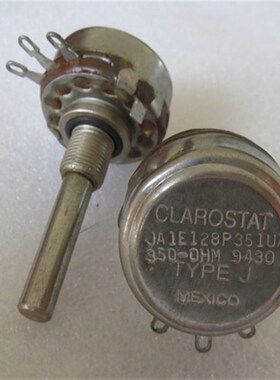 CLAROSTAT
JA1E128P351UA
350-OHM 9430
TYPE J
MEXICO